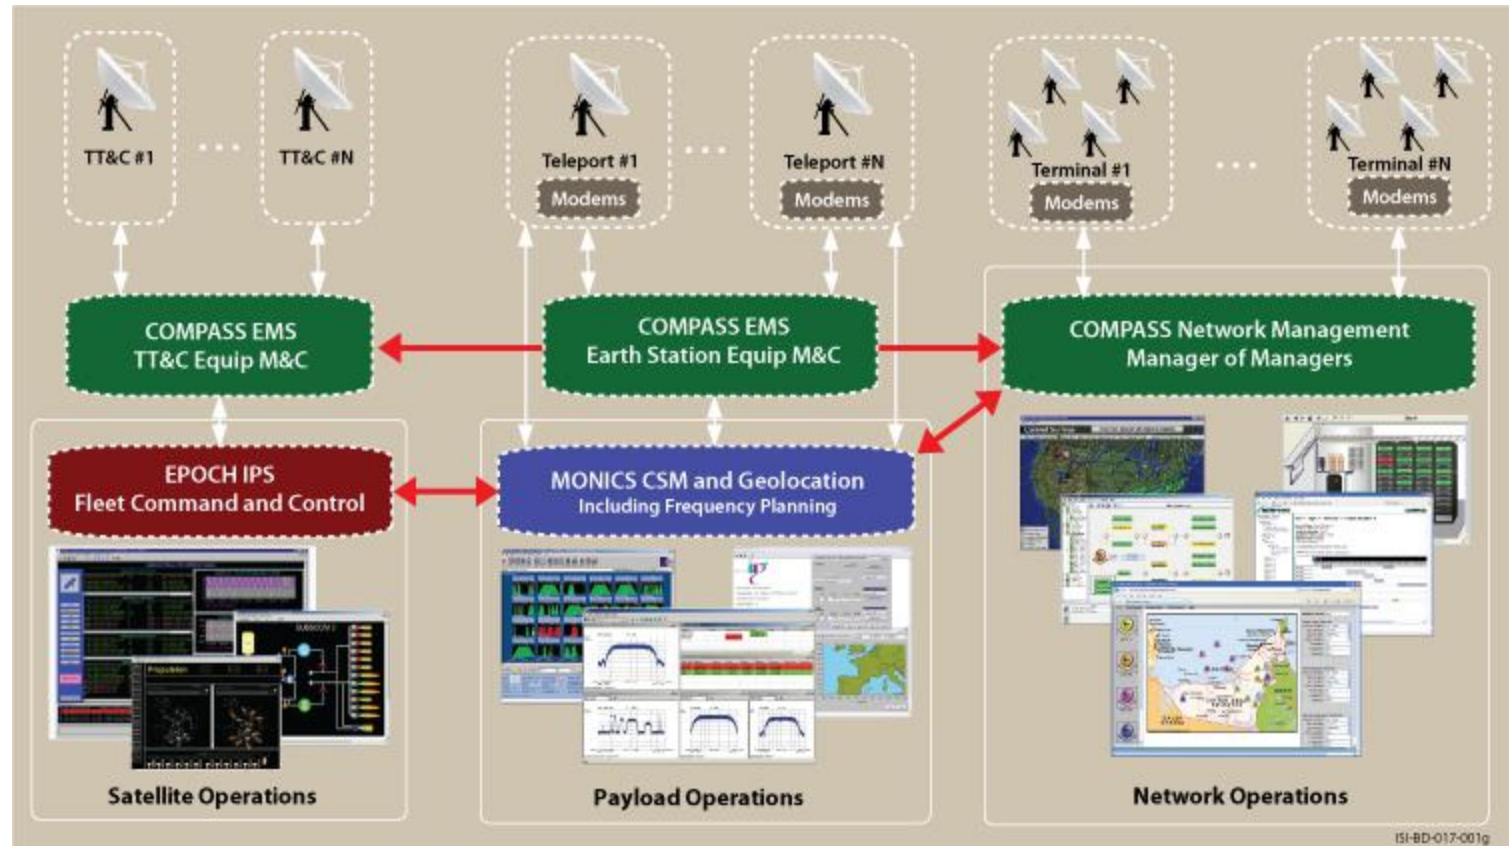 TT&C #1
TT&C #N
Teleport #1
Modems
Teleport #N
Modems
Terminal #1
Modems
Terminal #N
Modems
COMPASS EMS
TT&C Equip M&C
COMPASS EMS
Earth Station Equip M&C
COMPASS Network Management
Manager of Managers
EPOCH IPS
Fleet Command and Control
MONICS CSM and Geolocation
Including Frequency Planning
Propulsion
Satellite Operations
Payload Operations
Network Operations
ISI-BD-017-001g